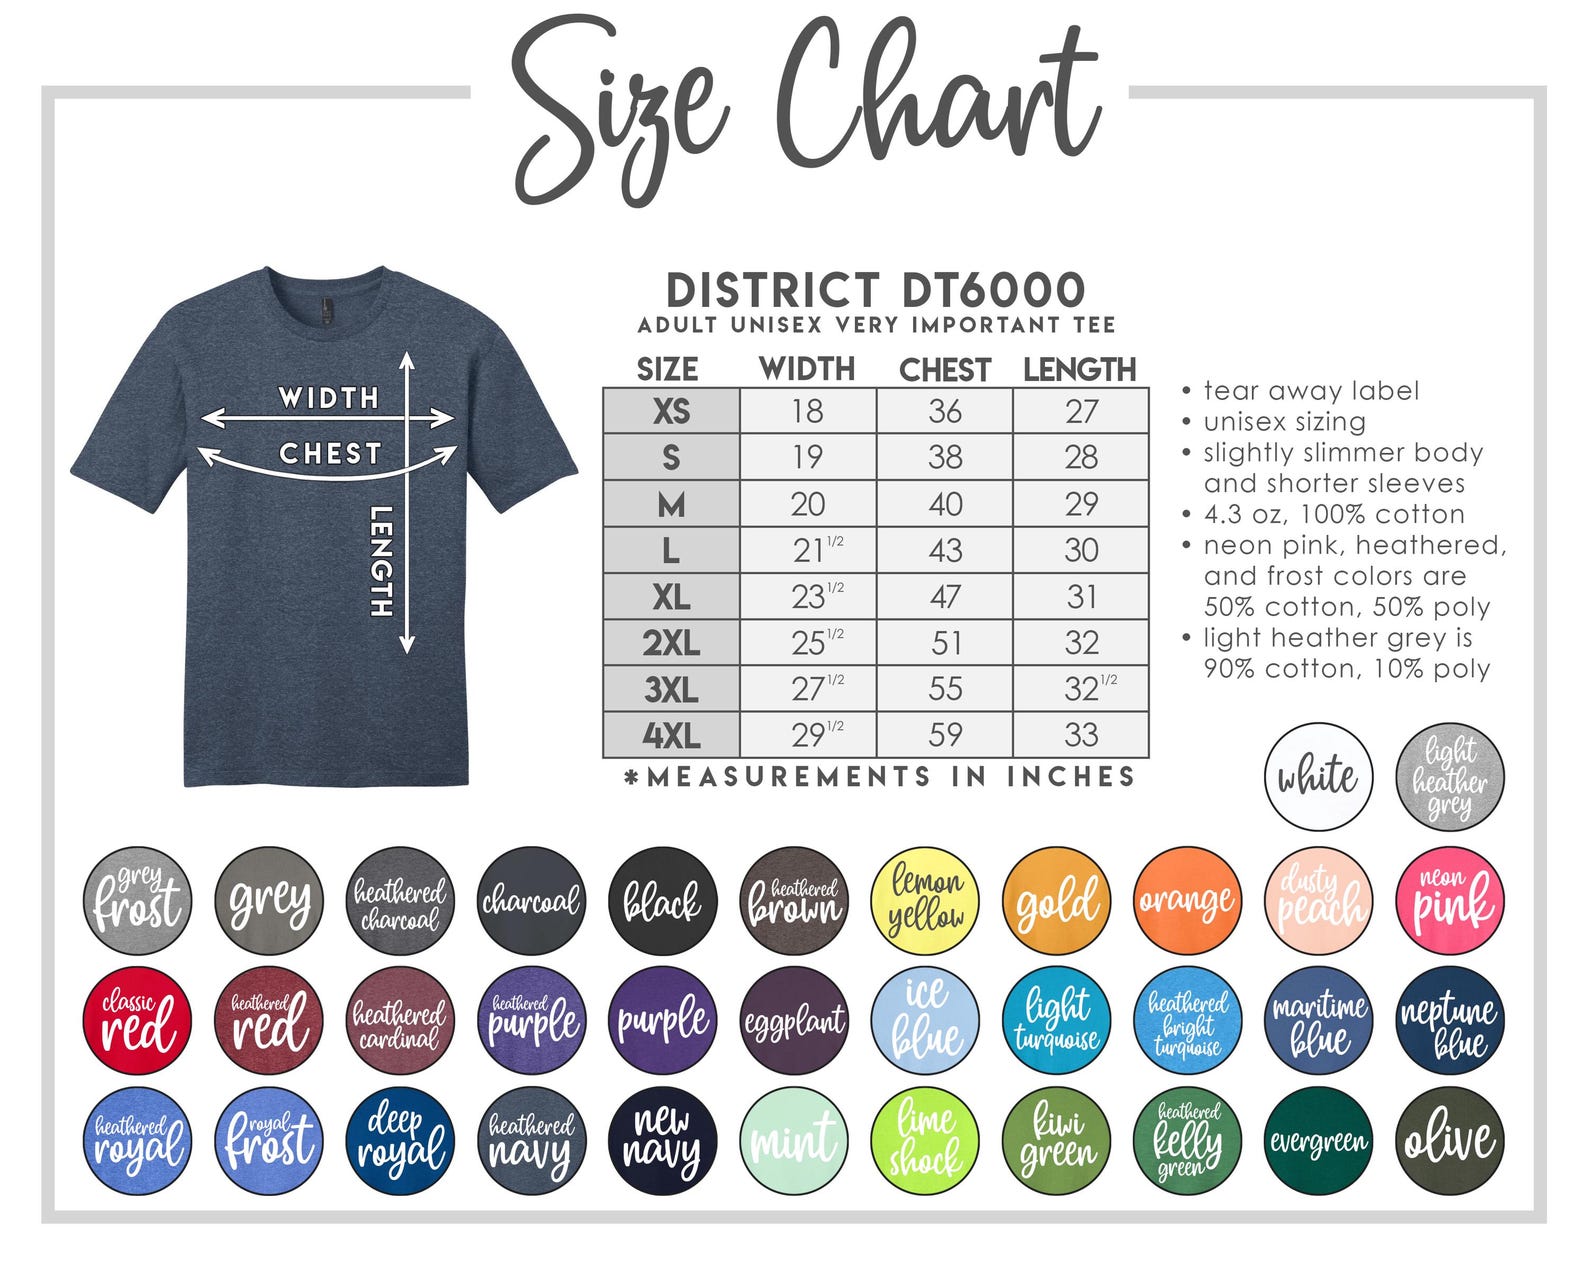 Size Chart
WIDTH
CHEST
LENGTH
DISTRICT DT6000
ADULT UNISEX VERY IMPORTANT TEE
SIZE WIDTH CHEST LENGTH
XS 18 36 27
S 19 38 28
M 20 40 29
L 21 1/2 43 30
XL 23 1/2 47 31
2XL 25 1/2 51 32
3XL 27 1/2 55 32 1/2
4XL 29 1/2 59 33
*MEASUREMENTS IN INCHES
• tear away label
• unisex sizing
• slightly slimmer body
and shorter sleeves
• 4.3 oz, 100% cotton
• neon pink, heathered,
and frost colors are
50% cotton, 50% poly
• light heather grey is
90% cotton, 10% poly
white
light
heather
grey
grey
frost
grey
heathered
charcoal
charcoal
black
heathered
brown
lemon
yellow
gold
orange
dusty
peach
neon
pink
classic
red
heathered
red
heathered
cardinal
heathered
purple
purple
eggplant
ice
blue
light
turquoise
heathered
bright
turquoise
maritime
blue
neptune
blue
heathered
royal
royal
frost
deep
royal
heathered
navy
new
navy
mint
lime
shock
kiwi
green
heathered
kelly
green
evergreen
olive